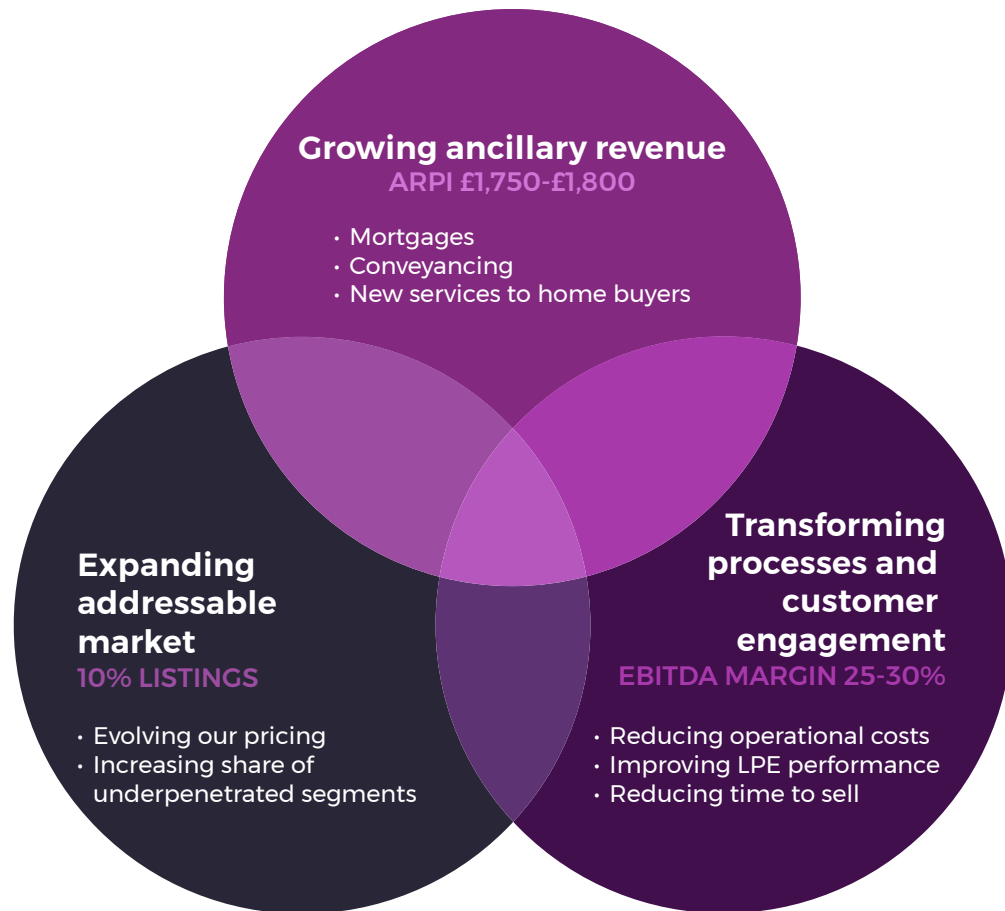 Growing ancillary revenue
ARPI £1,750-£1,800
• Mortgages
• Conveyancing
• New services to home buyers
Expanding
addressable
market
10% LISTINGS
• Evolving our pricing
• Increasing share of
underpenetrated segments
Transforming
processes and
customer
engagement
EBITDA MARGIN 25-30%
• Reducing operational costs
• Improving LPE performance
• Reducing time to sell